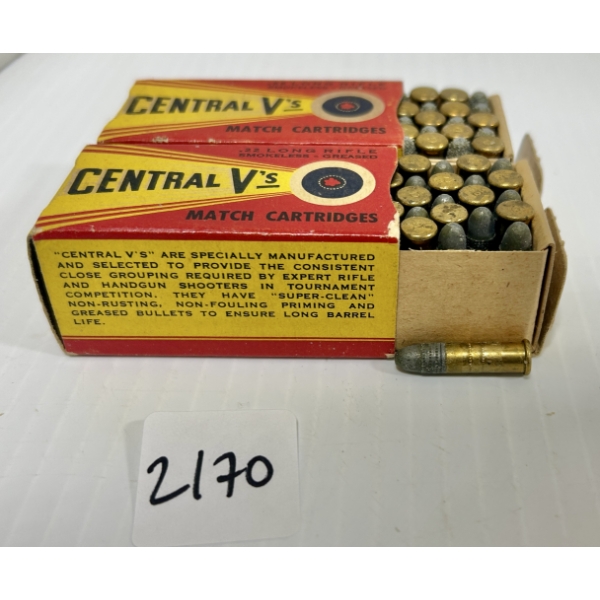 CENTRAL V's
MATCH CARTRIDGES
.22 LONG RIFLE
SMOKELESS - GREASED
CENTRAL V's
MATCH CARTRIDGES
"CENTRAL V'S" ARE SPECIALLY MANUFACTURED
AND SELECTED TO PROVIDE THE CONSISTENT
CLOSE GROUPING REQUIRED BY EXPERT RIFLE
AND HANDGUN SHOOTERS IN TOURNAMENT
COMPETITION. THEY HAVE "SUPER-CLEAN"
NON-RUSTING, NON-FOULING PRIMING AND
GREASED BULLETS TO ENSURE LONG BARREL
LIFE.
2170